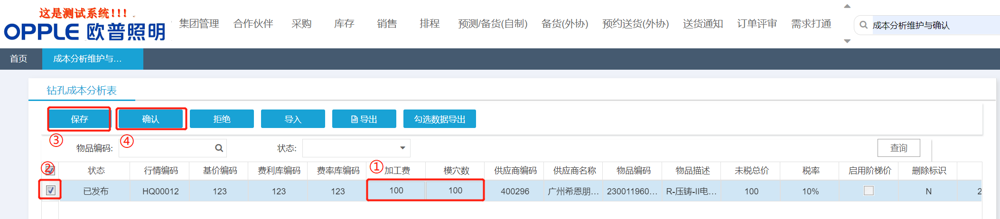 这是测试系统!!!
OPPLE 欧普照明
集团管理 合作伙伴 采购 库存 销售 排程 预测/备货(自制) 备货(外协) 预约送货(外协) 送货通知 订单评审 需求打通
成本分析维护与确认
首页 成本分析维护与...
钻孔成本分析表
保存 确认 拒绝 导入 导出 勾选数据导出
③ ④
物品编码: 状态: 查询
② 状态 行情编码 基价编码 费利库编码 费率库编码 ① 加工费 模穴数 供应商编码 供应商名称 物品编码 物品描述 未税总价 税率 启用阶梯价 删除标识
已发布 HQ00012 123 123 123 100 100 400296 广州希恩朋... 230011960... R-压铸-II电... 100 10% N 2